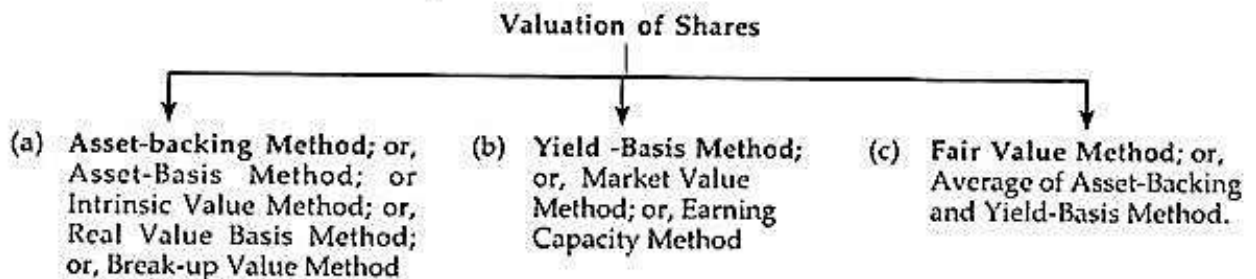 Valuation of Shares
(a) Asset-backing Method; or,
Asset-Basis Method; or
Intrinsic Value Method; or,
Real Value Basis Method;
or, Break-up Value Method
(b) Yield -Basis Method;
or, Market Value
Method; or, Earning
Capacity Method
(c) Fair Value Method; or,
Average of Asset-Backing
and Yield-Basis Method.